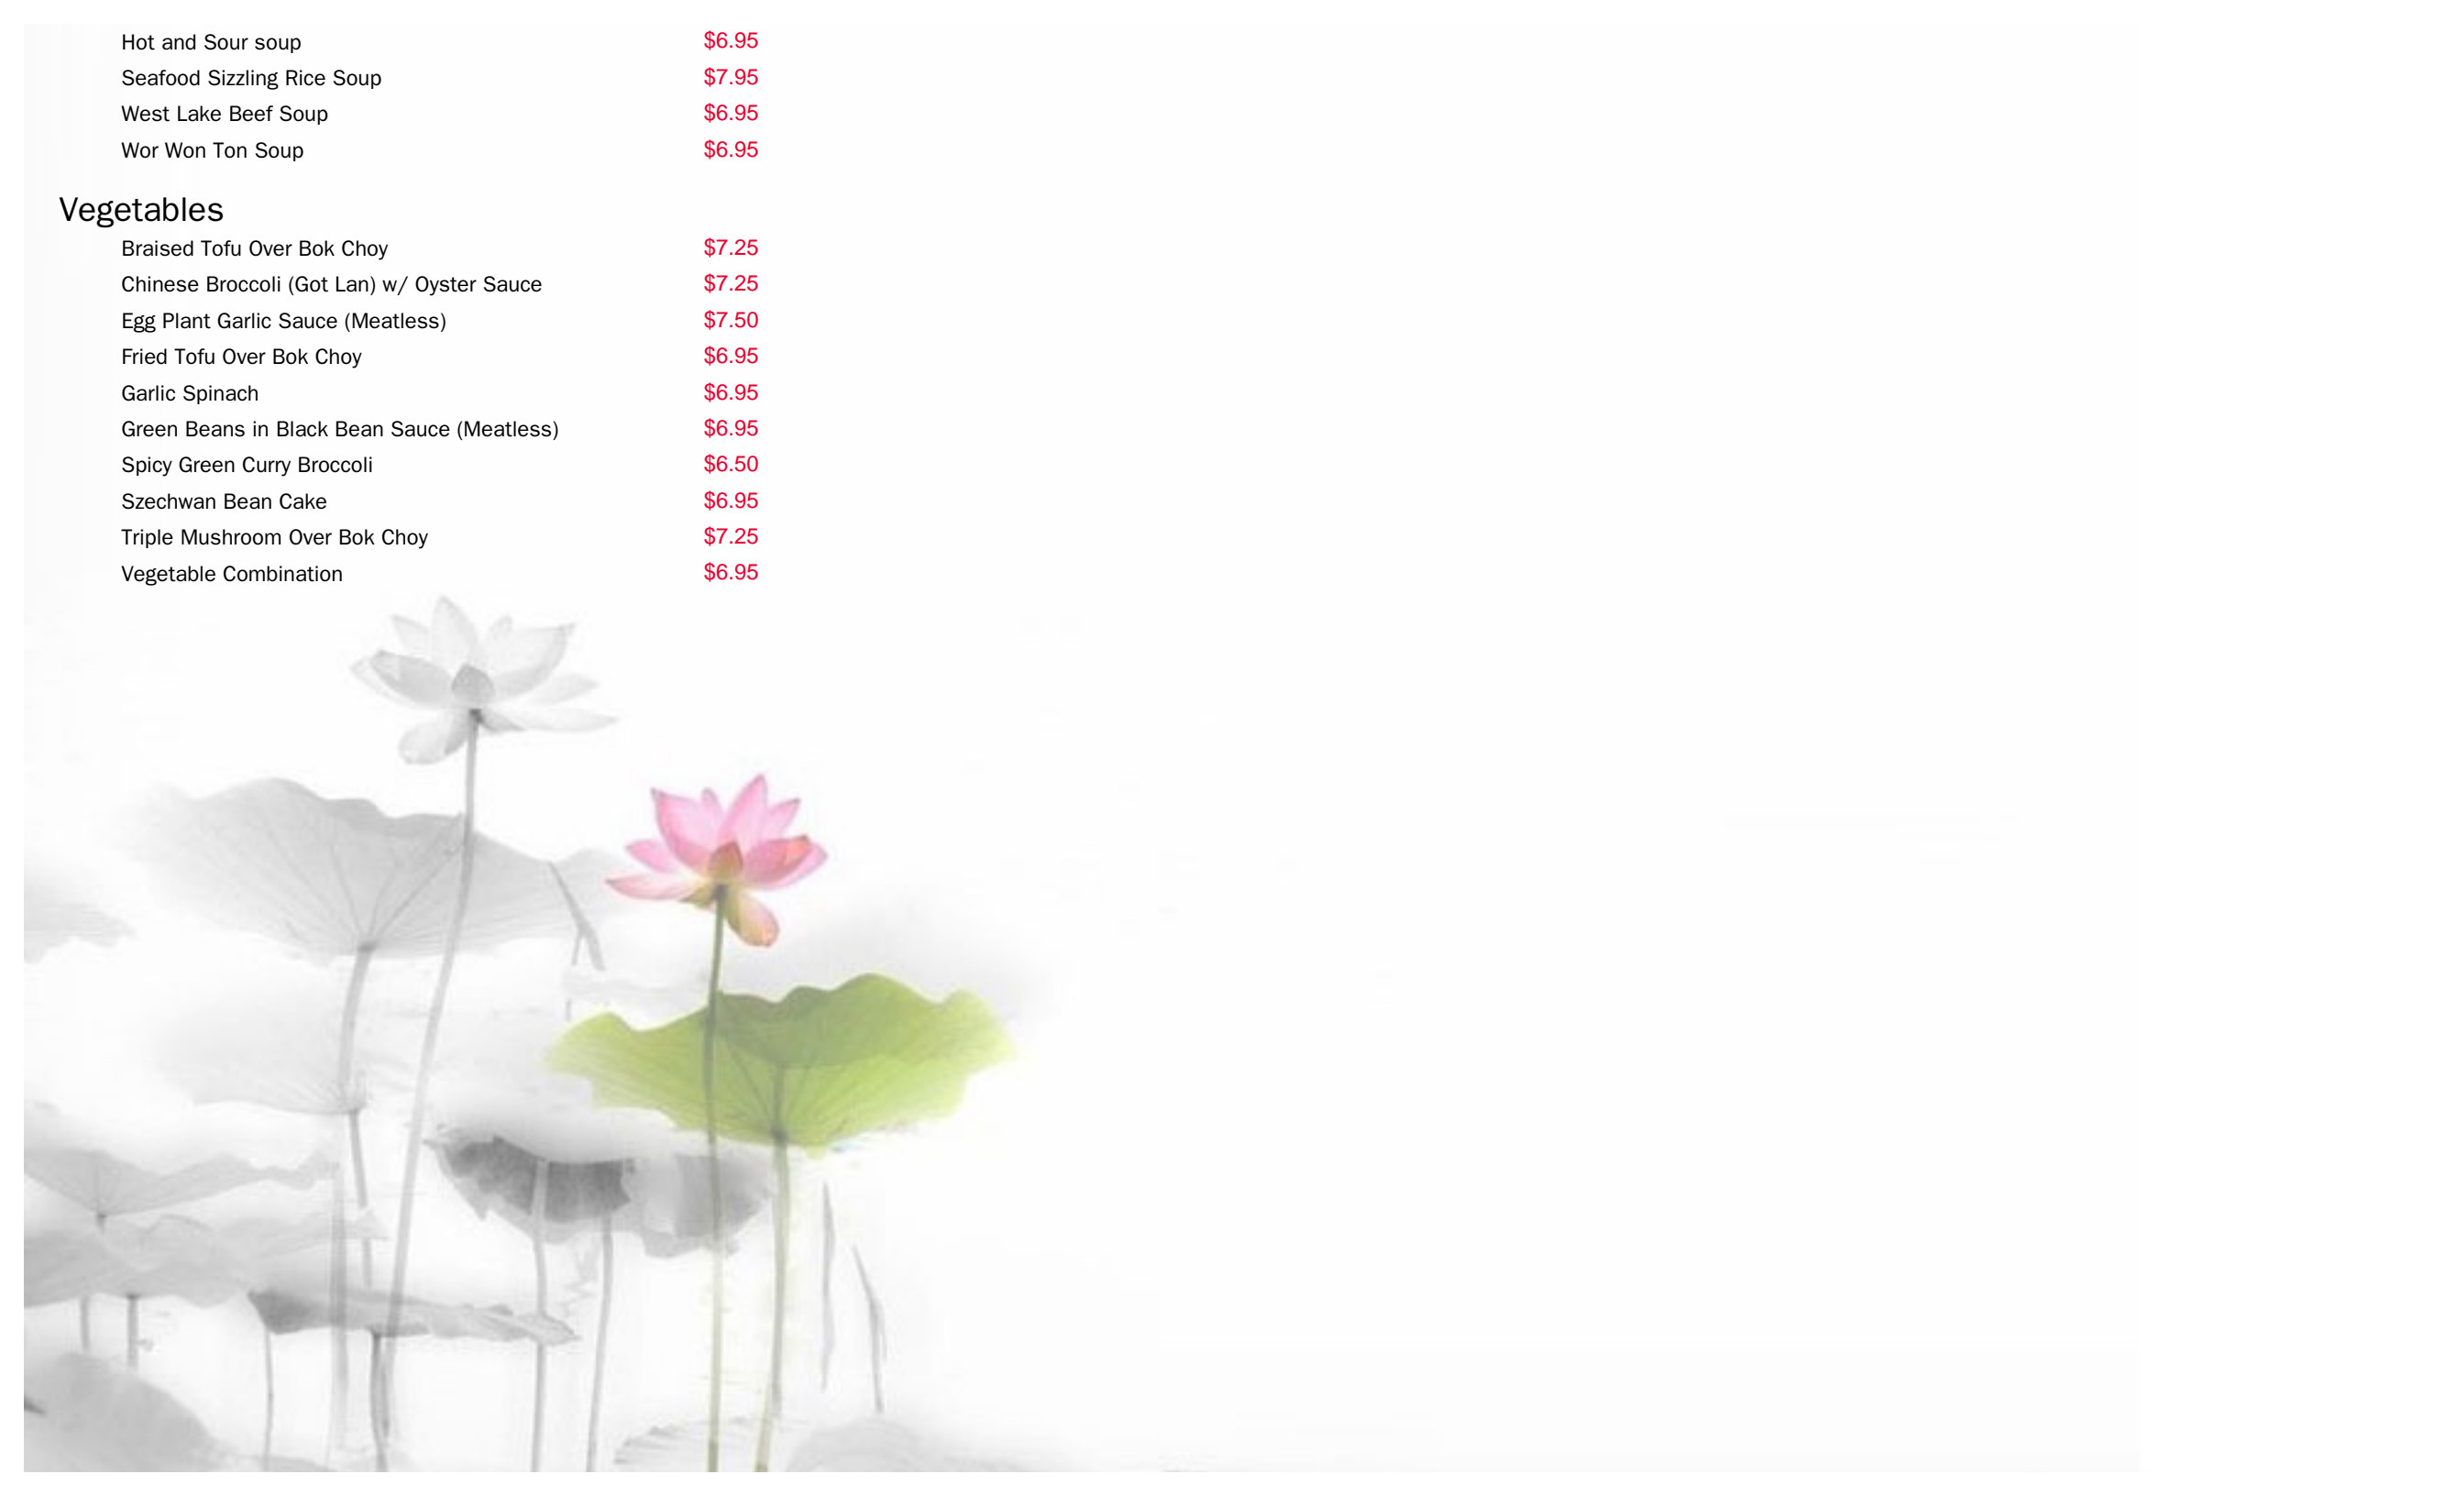 Hot and Sour soup $6.95
Seafood Sizzling Rice Soup $7.95
West Lake Beef Soup $6.95
Wor Won Ton Soup $6.95
Vegetables
Braised Tofu Over Bok Choy $7.25
Chinese Broccoli (Got Lan) w/ Oyster Sauce $7.25
Egg Plant Garlic Sauce (Meatless) $7.50
Fried Tofu Over Bok Choy $6.95
Garlic Spinach $6.95
Green Beans in Black Bean Sauce (Meatless) $6.95
Spicy Green Curry Broccoli $6.50
Szechwan Bean Cake $6.95
Triple Mushroom Over Bok Choy $7.25
Vegetable Combination $6.95